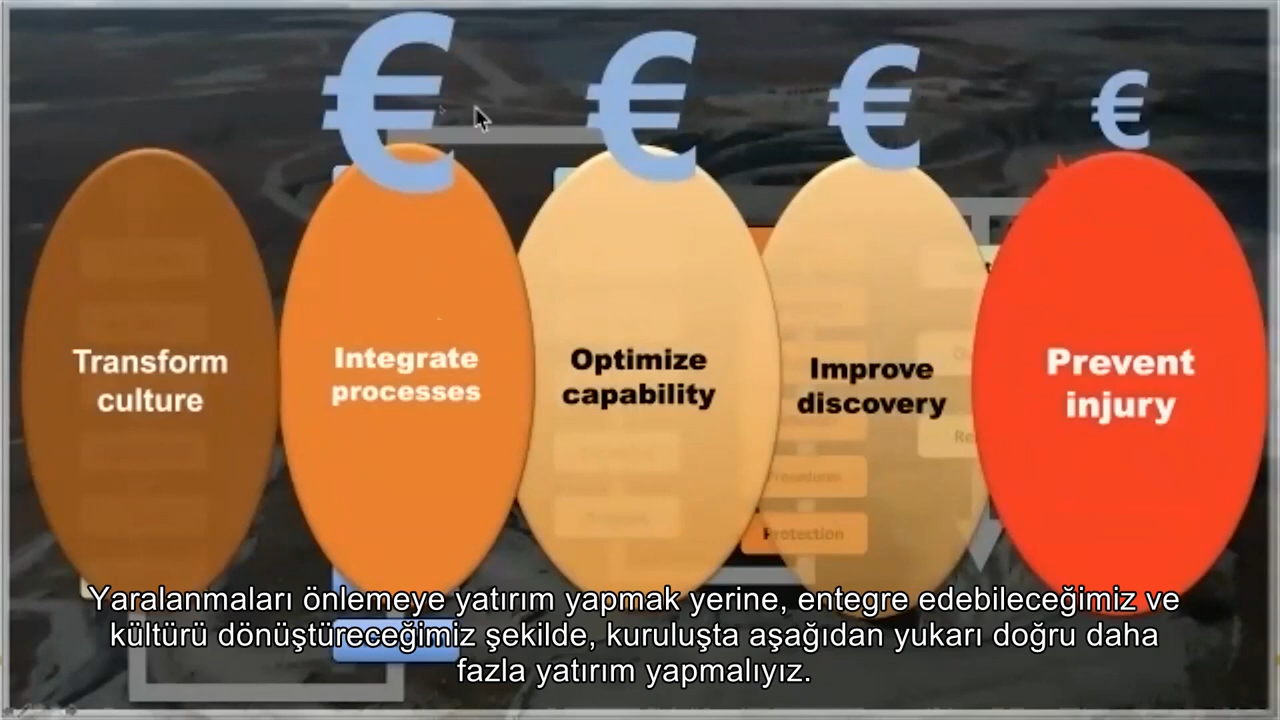 € € € €
Transform
culture
Integrate
processes
Optimize
capability
Improve
discovery
Prevent
injury
Procedures
Protection
Yaralanmaları önlemeye yatırım yapmak yerine, entegre edebileceğimiz ve
kültürü dönüştüreceğimiz şekilde, kuruluşta aşağıdan yukarı doğru daha
fazla yatırım yapmalıyız.